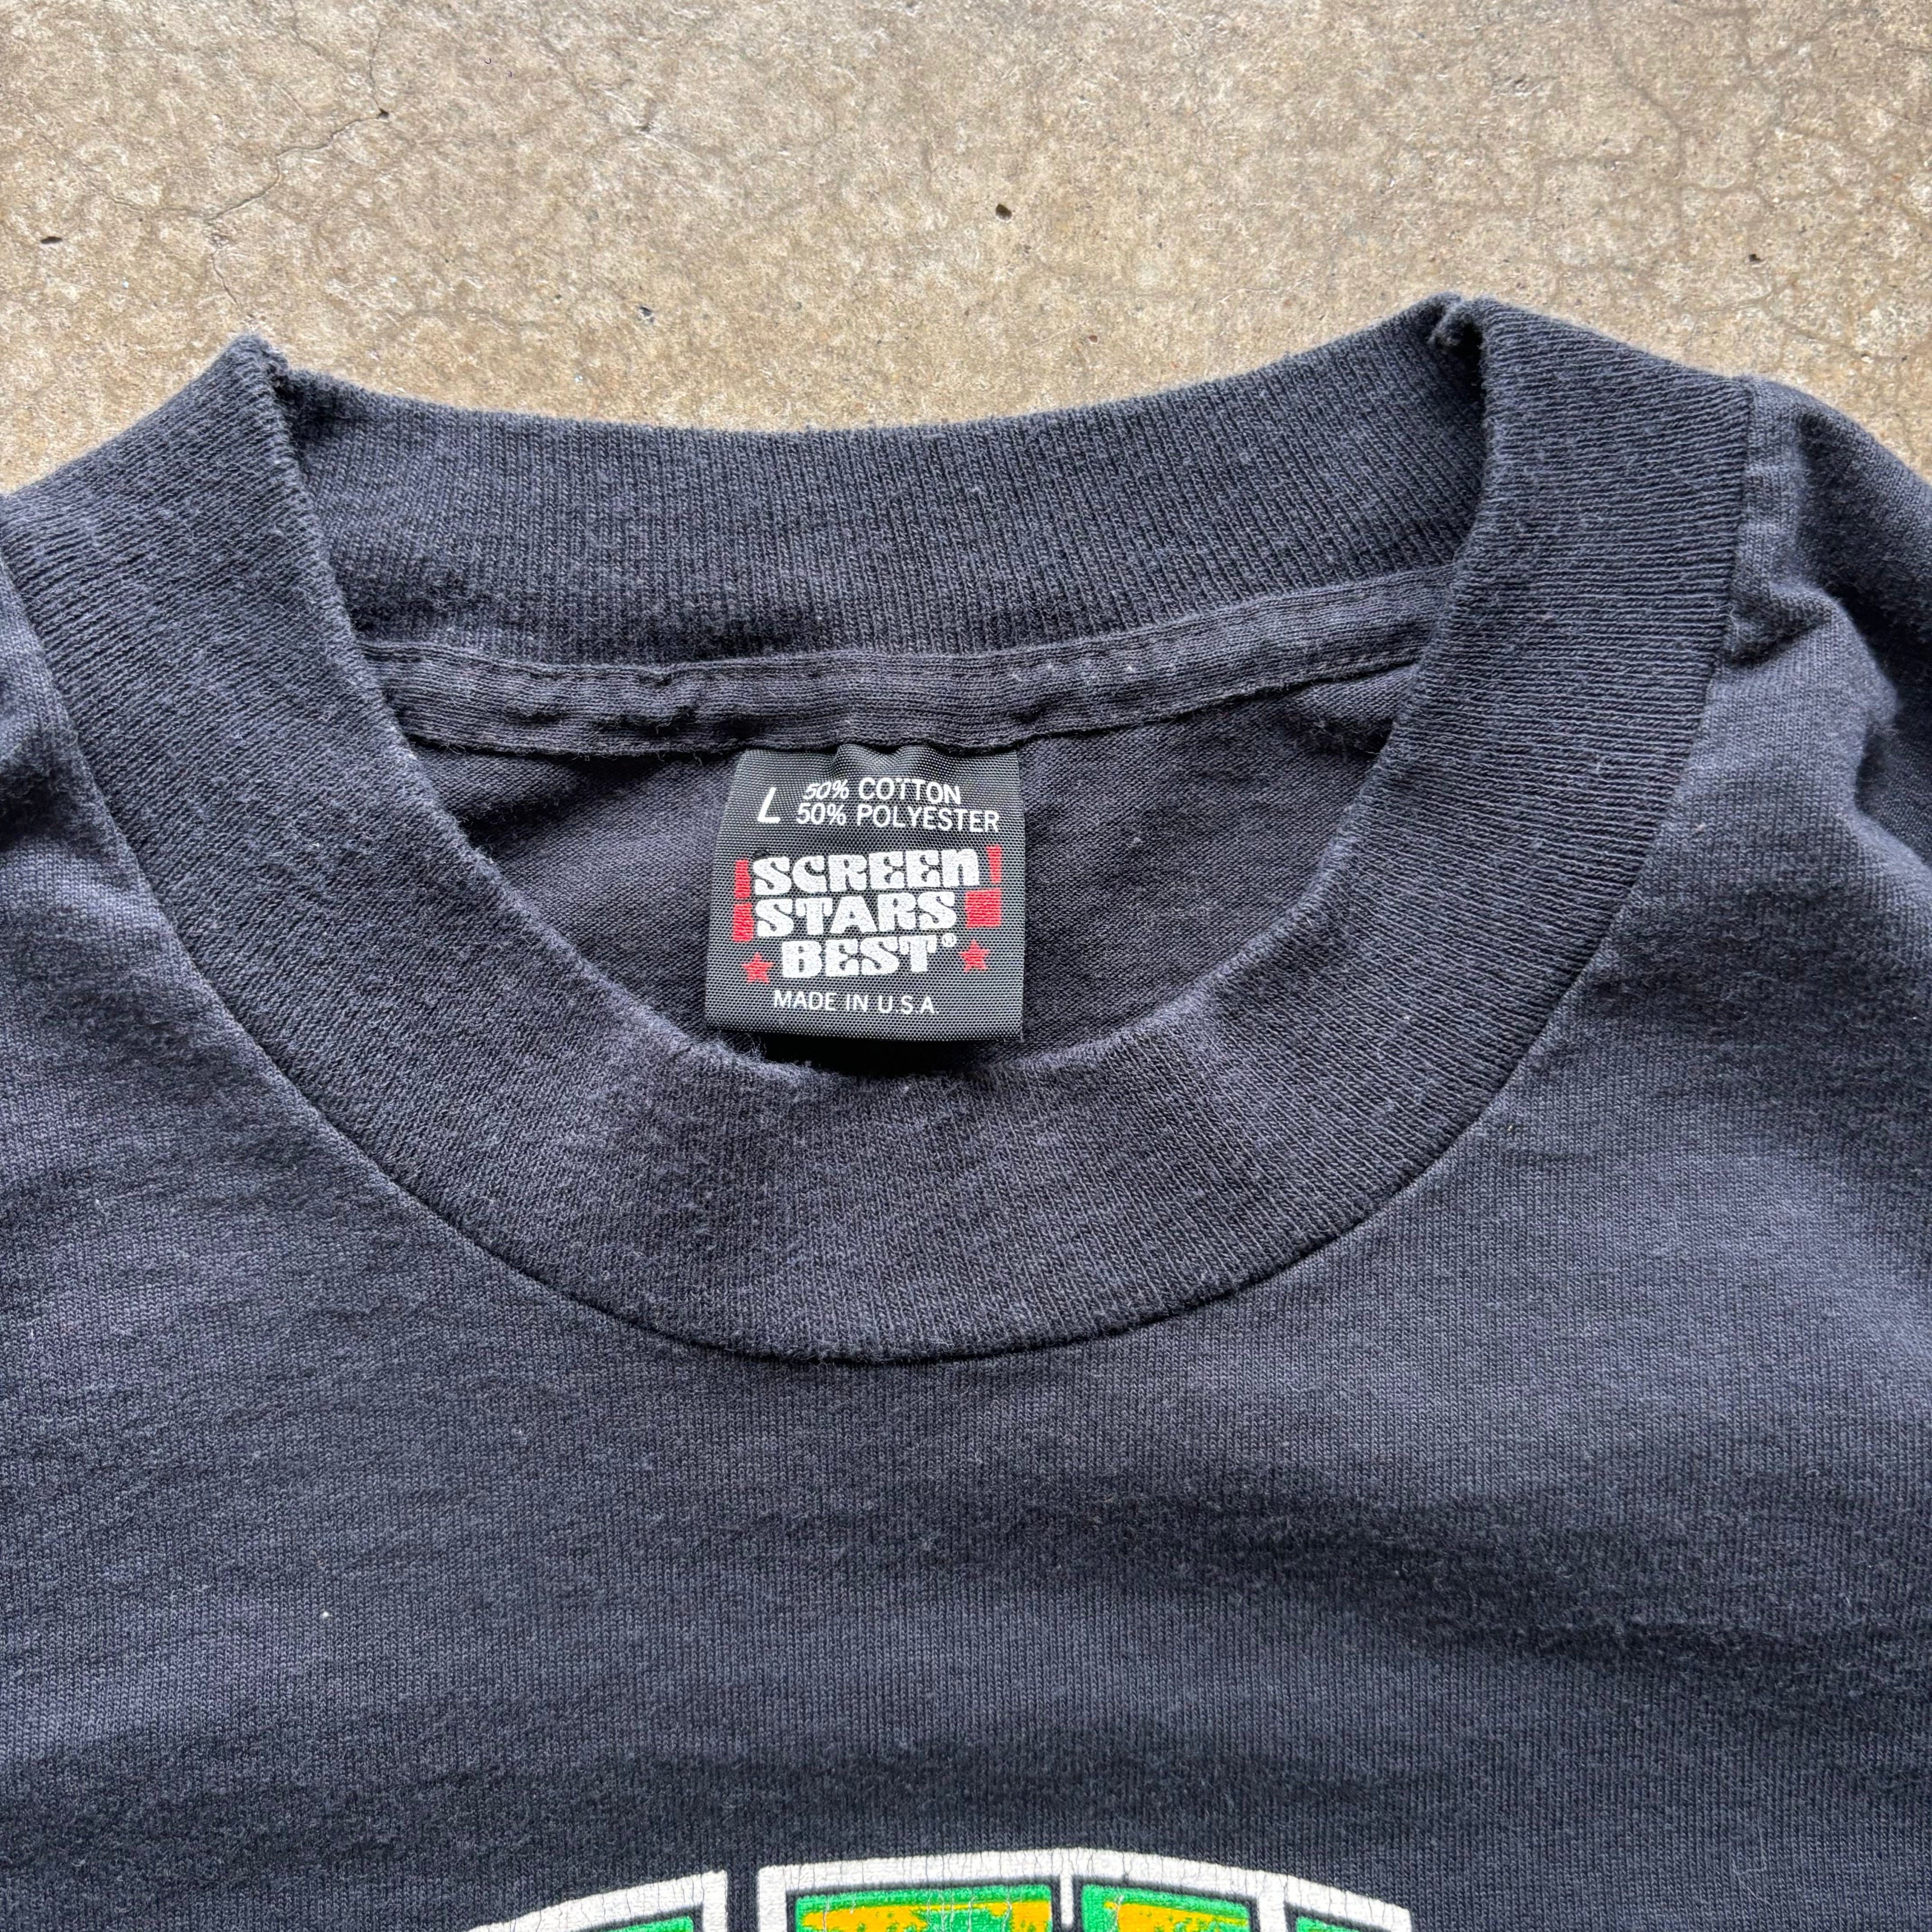 L 50% COTTON
50% POLYESTER
SCREEN
STARS
BEST®
MADE IN U.S.A.